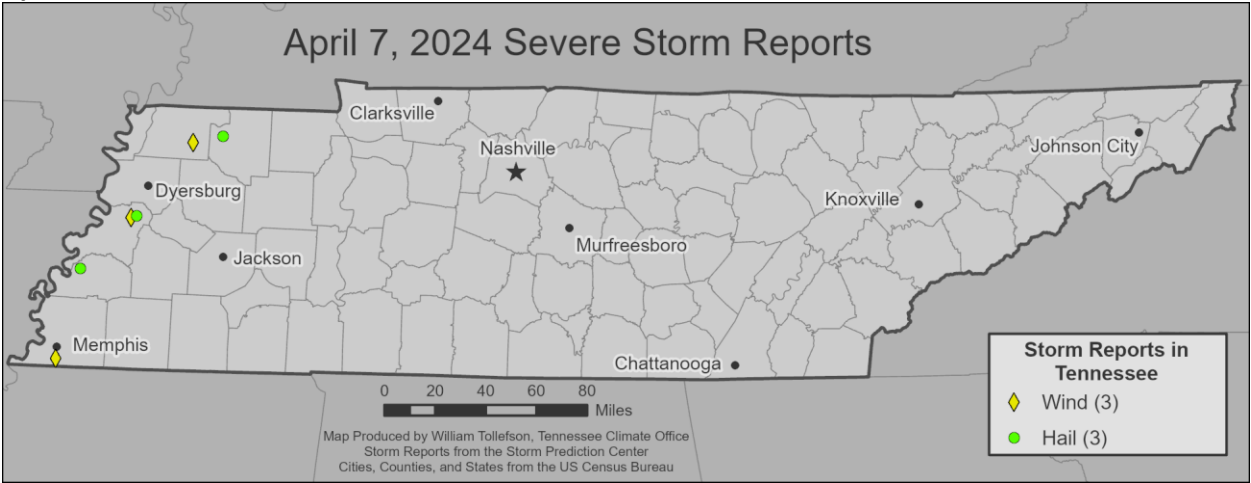 April 7, 2024 Severe Storm Reports
Clarksville
Nashville
Johnson City
Dyersburg
Knoxville
Murfreesboro
Jackson
Memphis
Chattanooga
0 20 40 60 80
Miles
Map Produced by William Tollefson, Tennessee Climate Office
Storm Reports from the Storm Prediction Center
Cities, Counties, and States from the US Census Bureau
Storm Reports in
Tennessee
Wind (3)
Hail (3)